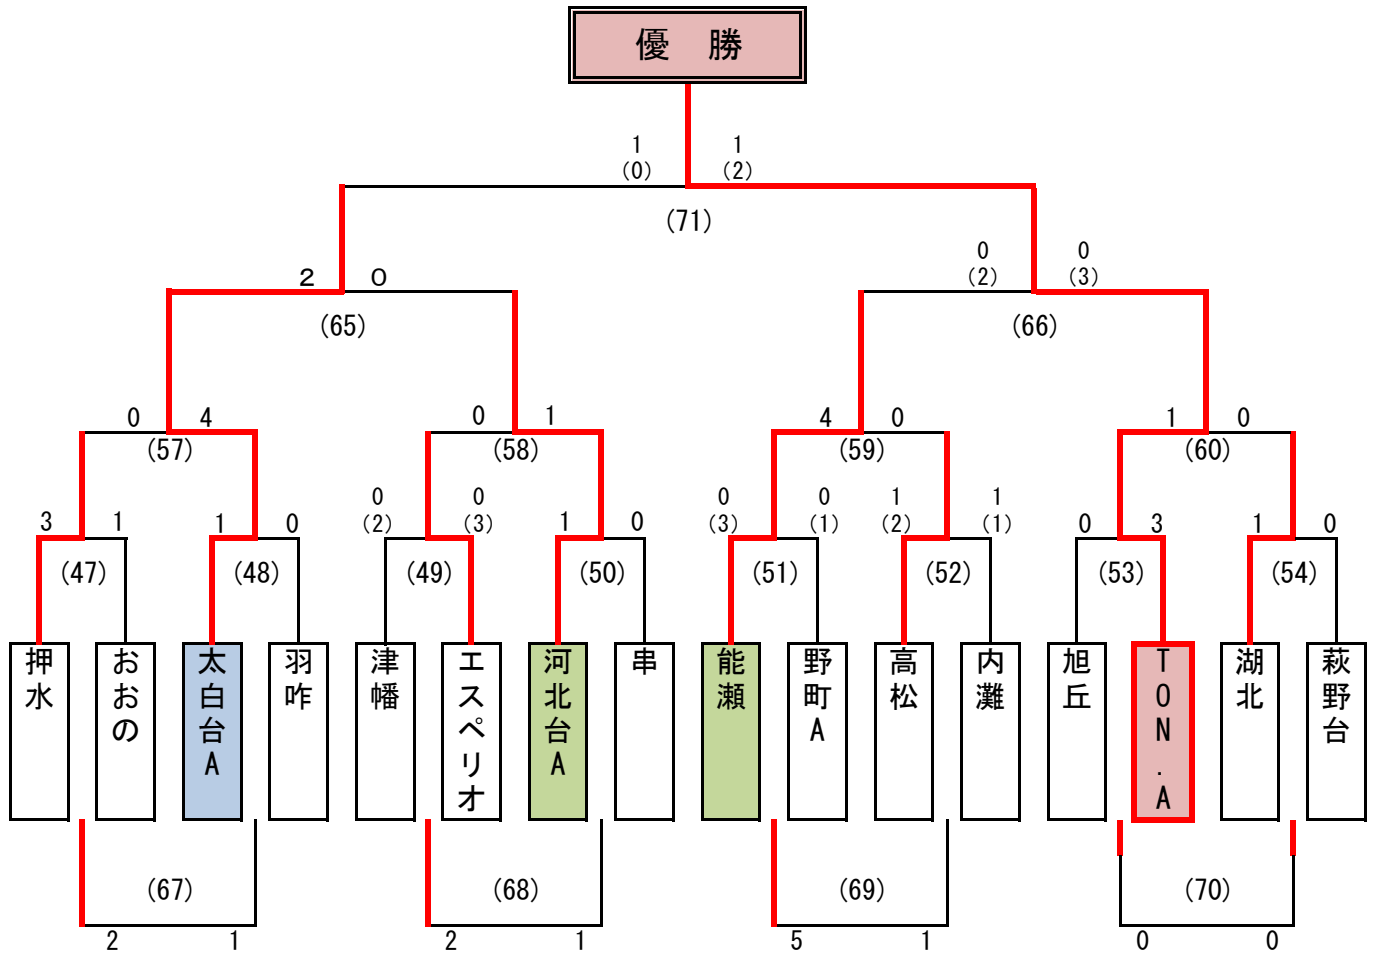 優 勝
1 1
(0) (2)
(71)
0 0
2 0 (2) (3)
(65) (66)
0 4 0 1 4 0 1 0
(57) (58) (59) (60)
0 0 0 0 1 1
3 1 1 0 (2) (3) 1 0 (3) (1) (2) (1) 0 3 1 0
(47) (48) (49) (50) (51) (52) (53) (54)
押水
おおの
太白台A
羽咋
津幡
エスペリオ
河北台A
串
能瀬
野町A
高松
内灘
旭丘
TON.A
湖北
萩野台
(67) (68) (69) (70)
2 1 2 1 5 1 0 0